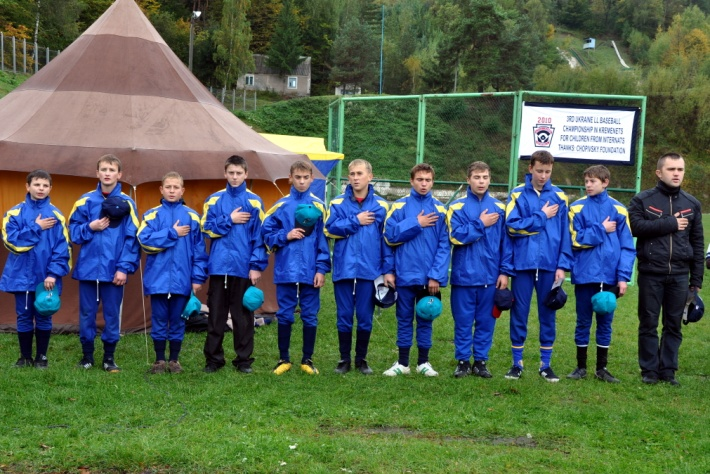 2010
3RD UKRAINE LL BASEBALL
CHAMPIONSHIP IN KREMENETS
FOR CHILDREN FROM INTERNATS
THANKS: CHOPIVSKY FOUNDATION